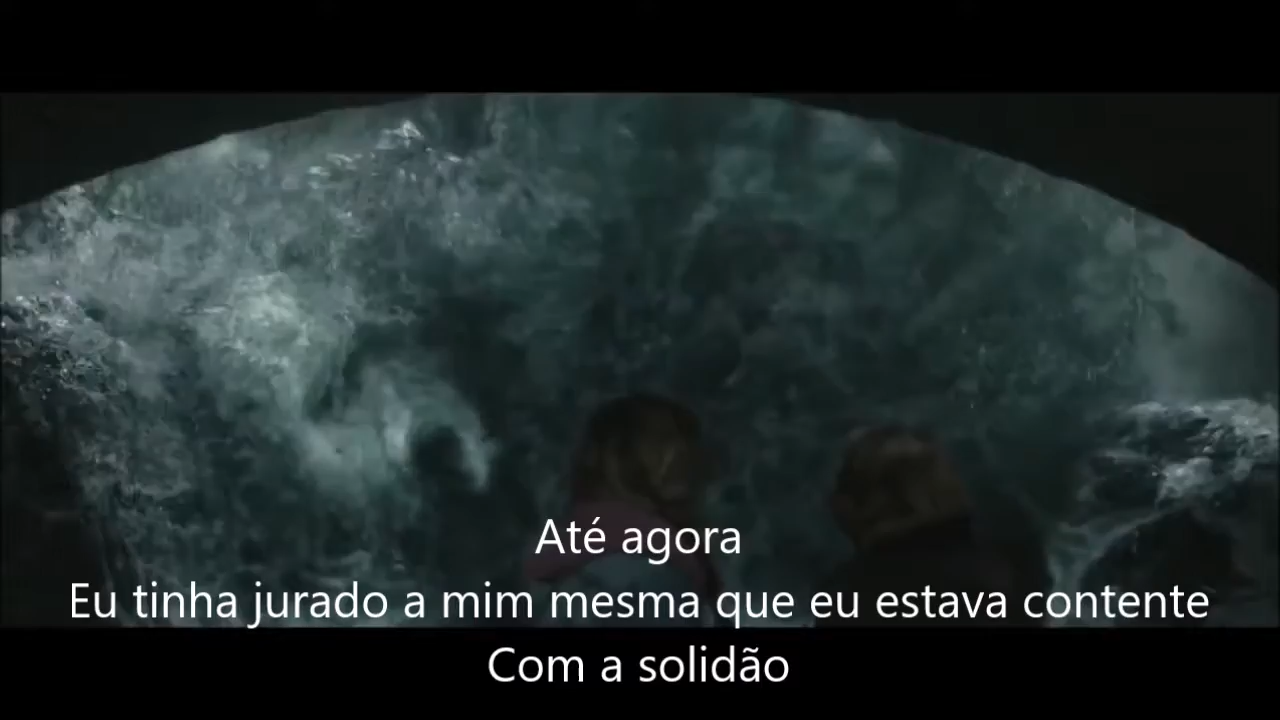 Até agora
Eu tinha jurado a mim mesma que eu estava contente
Com a solidão